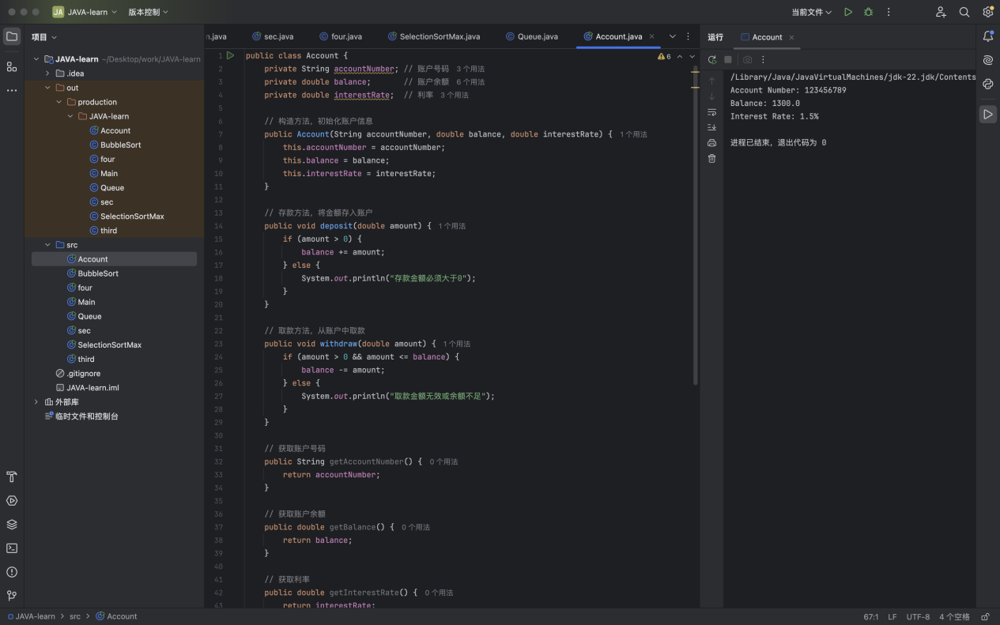 JA JAVA-learn 版本控制 当前文件
项目
JAVA-learn ~/Desktop/work/JAVA-learn
.idea
out
production
JAVA-learn
Account
BubbleSort
four
Main
Queue
sec
SelectionSortMax
third
src
Account
BubbleSort
four
Main
Queue
sec
SelectionSortMax
third
.gitignore
JAVA-learn.iml
外部库
临时文件和控制台
n.java sec.java four.java SelectionSortMax.java Queue.java Account.java
6
1 public class Account {
2 private String accountNumber; // 账户号码 3 个用法
3 private double balance; // 账户余额 6 个用法
4 private double interestRate; // 利率 3 个用法
5
6 // 构造方法，初始化账户信息
7 public Account(String accountNumber, double balance, double interestRate) { 1 个用法
8 this.accountNumber = accountNumber;
9 this.balance = balance;
10 this.interestRate = interestRate;
11 }
12
13 // 存款方法，将金额存入账户
14 public void deposit(double amount) { 1 个用法
15 if (amount > 0) {
16 balance += amount;
17 } else {
18 System.out.println("存款金额必须大于0");
19 }
20 }
21
22 // 取款方法，从账户中取款
23 public void withdraw(double amount) { 1 个用法
24 if (amount > 0 && amount <= balance) {
25 balance -= amount;
26 } else {
27 System.out.println("取款金额无效或余额不足");
28 }
29 }
30
31 // 获取账户号码
32 public String getAccountNumber() { 0 个用法
33 return accountNumber;
34 }
35
36 // 获取账户余额
37 public double getBalance() { 0 个用法
38 return balance;
39 }
40
41 // 获取利率
42 public double getInterestRate() { 0 个用法
43 return interestRate;
运行 Account
/Library/Java/JavaVirtualMachines/jdk-22.jdk/Contents
Account Number: 123456789
Balance: 1300.0
Interest Rate: 1.5%
进程已结束，退出代码为 0
JAVA-learn > src > Account
67:1 LF UTF-8 4 个空格